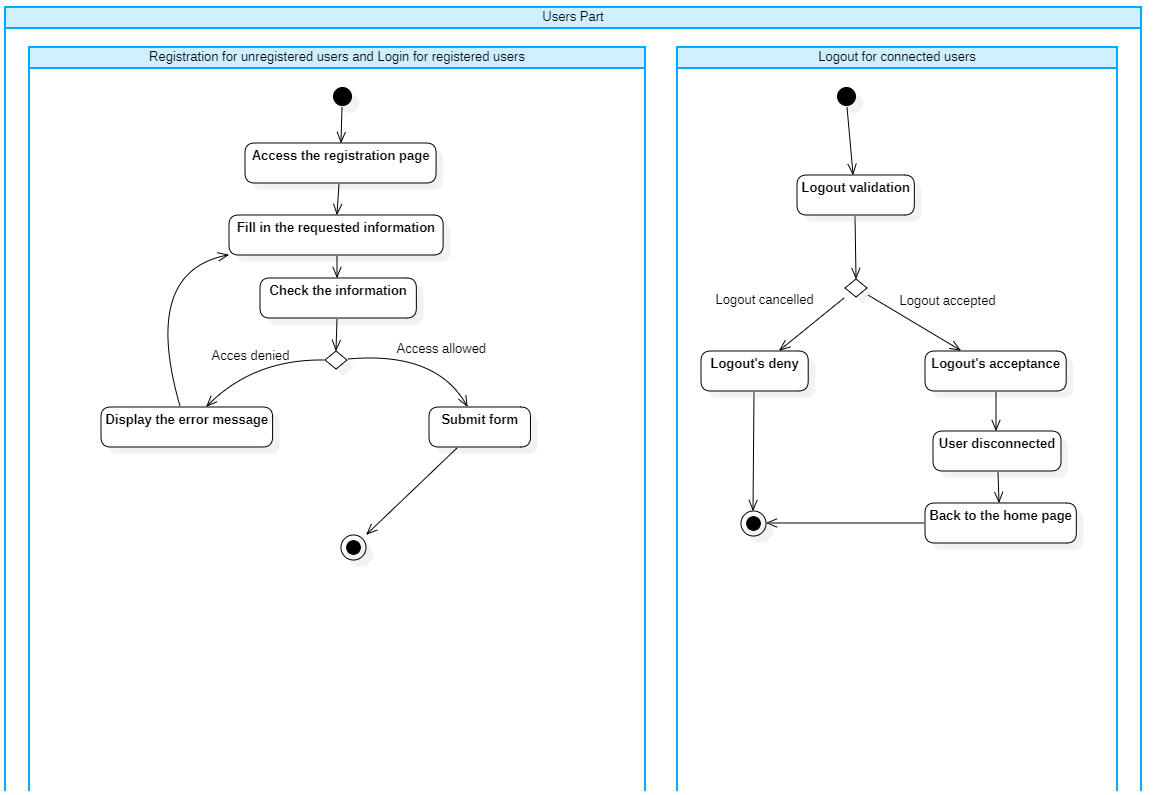 Users Part
Registration for unregistered users and Login for registered users
Access the registration page
Fill in the requested information
Check the information
Acces denied
Access allowed
Display the error message
Submit form
Logout for connected users
Logout validation
Logout cancelled
Logout accepted
Logout's deny
Logout's acceptance
User disconnected
Back to the home page